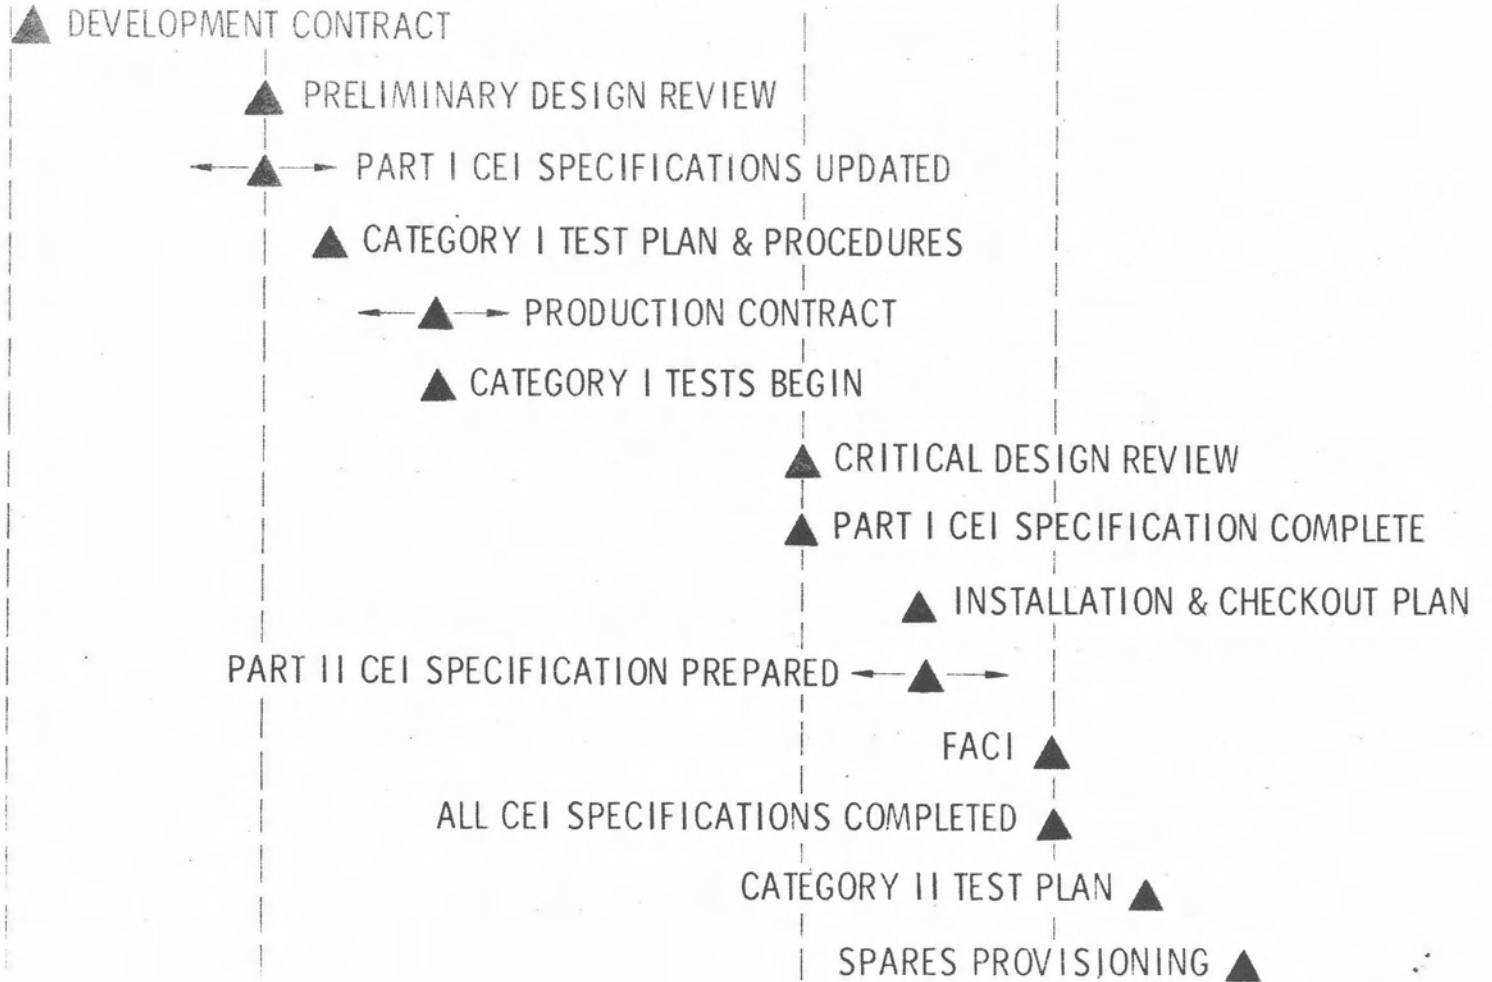 DEVELOPMENT CONTRACT
PRELIMINARY DESIGN REVIEW
PART I CEI SPECIFICATIONS UPDATED
CATEGORY I TEST PLAN & PROCEDURES
PRODUCTION CONTRACT
CATEGORY I TESTS BEGIN
CRITICAL DESIGN REVIEW
PART I CEI SPECIFICATION COMPLETE
INSTALLATION & CHECKOUT PLAN
PART II CEI SPECIFICATION PREPARED
FACI
ALL CEI SPECIFICATIONS COMPLETED
CATEGORY II TEST PLAN
SPARES PROVISIONING